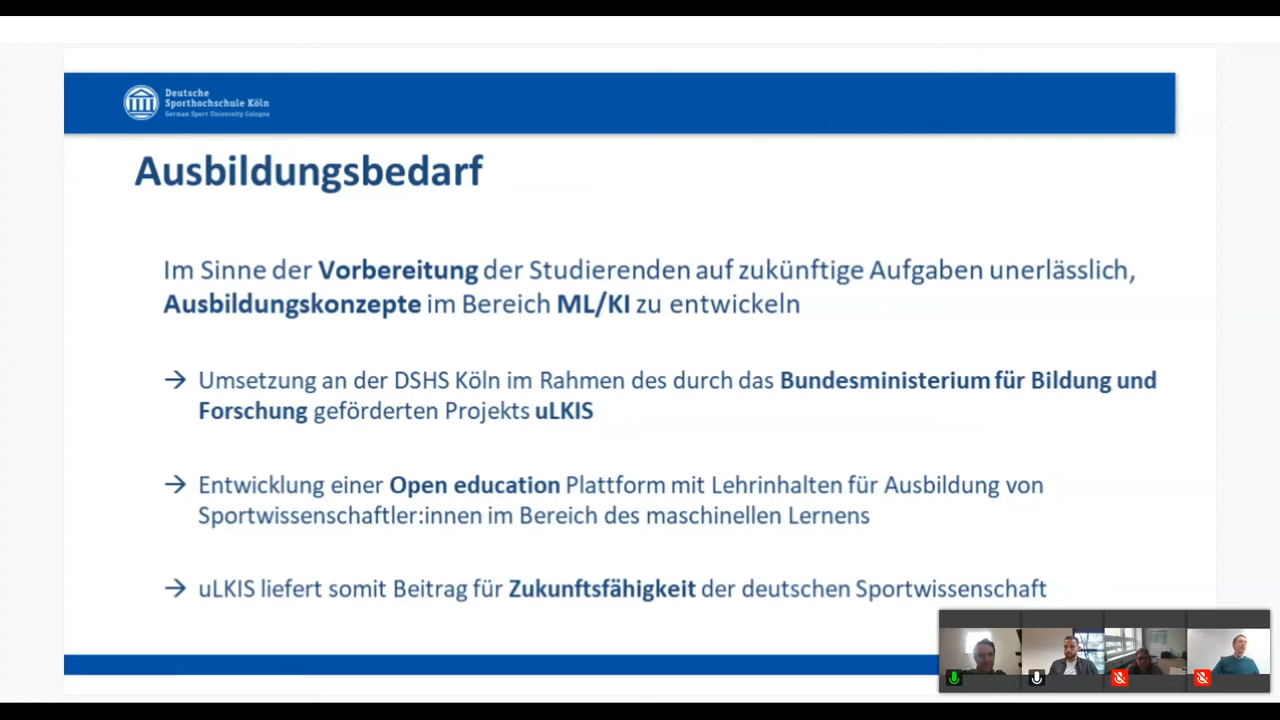 Deutsche
Sporthochschule Köln
German Sport University Cologne
Ausbildungsbedarf
Im Sinne der Vorbereitung der Studierenden auf zukünftige Aufgaben unerlässlich,
Ausbildungskonzepte im Bereich ML/KI zu entwickeln
→ Umsetzung an der DSHS Köln im Rahmen des durch das Bundesministerium für Bildung und
Forschung geförderten Projekts uLKIS
→ Entwicklung einer Open education Plattform mit Lehrinhalten für Ausbildung von
Sportwissenschaftler:innen im Bereich des maschinellen Lernens
→ uLKIS liefert somit Beitrag für Zukunftsfähigkeit der deutschen Sportwissenschaft